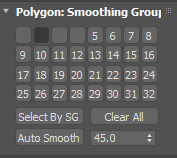 Polygon: Smoothing Group
5 6 7 8
9 10 11 12 13 14 15 16
17 18 19 20 21 22 23 24
25 26 27 28 29 30 31 32
Select By SG Clear All
Auto Smooth 45.0